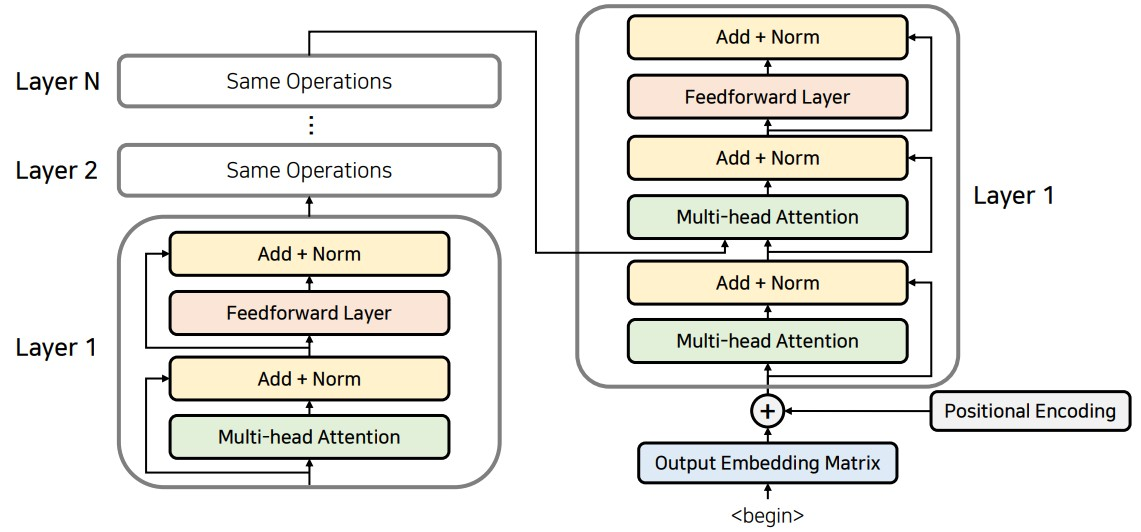 Layer N
Same Operations
⋮
Layer 2
Same Operations
Layer 1
Add + Norm
Feedforward Layer
Add + Norm
Multi-head Attention
Add + Norm
Feedforward Layer
Add + Norm
Multi-head Attention
Add + Norm
Multi-head Attention
Layer 1
+
Positional Encoding
Output Embedding Matrix
<begin>